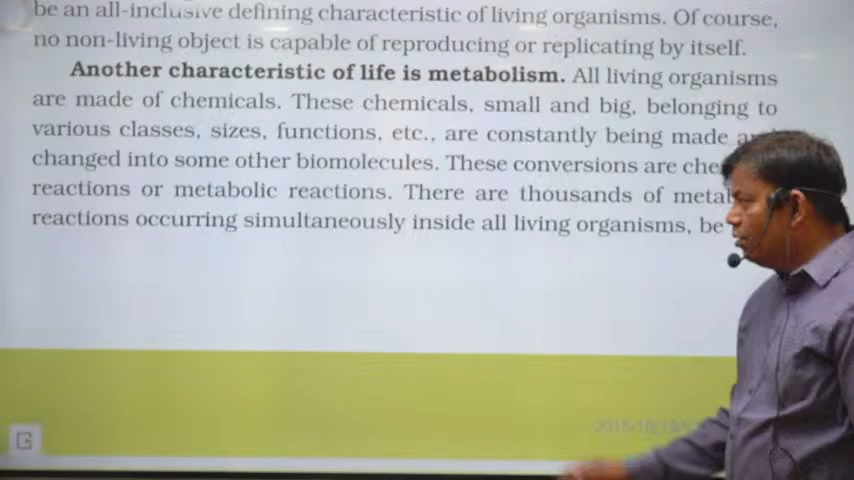 be an all-inclusive defining characteristic of living organisms. Of course,
no non-living object is capable of reproducing or replicating by itself.
Another characteristic of life is metabolism. All living organisms
are made of chemicals. These chemicals, small and big, belonging to
various classes, sizes, functions, etc., are constantly being made
changed into some other biomolecules. These conversions are
reactions or metabolic reactions. There are thousands of
reactions occurring simultaneously inside all living organisms, be